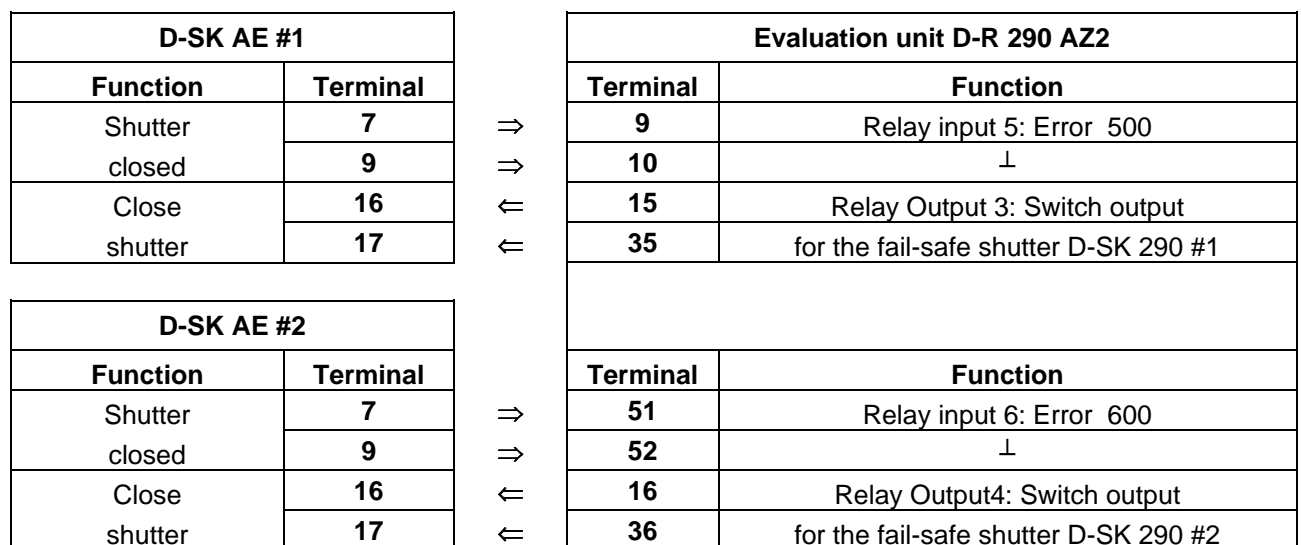 D-SK AE #1 Evaluation unit D-R 290 AZ2
Function Terminal Terminal Function
Shutter 7 ⇒ 9 Relay input 5: Error 500
closed 9 ⇒ 10 ⊥
Close 16 ⇐ 15 Relay Output 3: Switch output
shutter 17 ⇐ 35 for the fail-safe shutter D-SK 290 #1
D-SK AE #2
Function Terminal Terminal Function
Shutter 7 ⇒ 51 Relay input 6: Error 600
closed 9 ⇒ 52 ⊥
Close 16 ⇐ 16 Relay Output4: Switch output
shutter 17 ⇐ 36 for the fail-safe shutter D-SK 290 #2